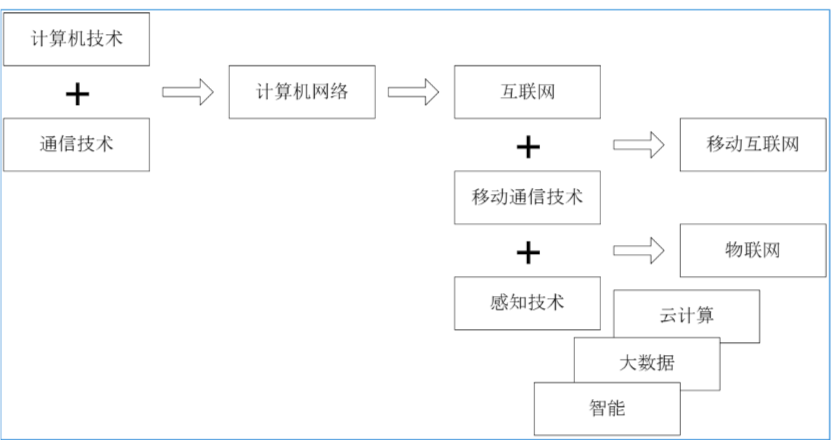 计算机技术
+
通信技术
计算机网络
互联网
+
移动通信技术
+
感知技术
移动互联网
物联网
云计算
大数据
智能